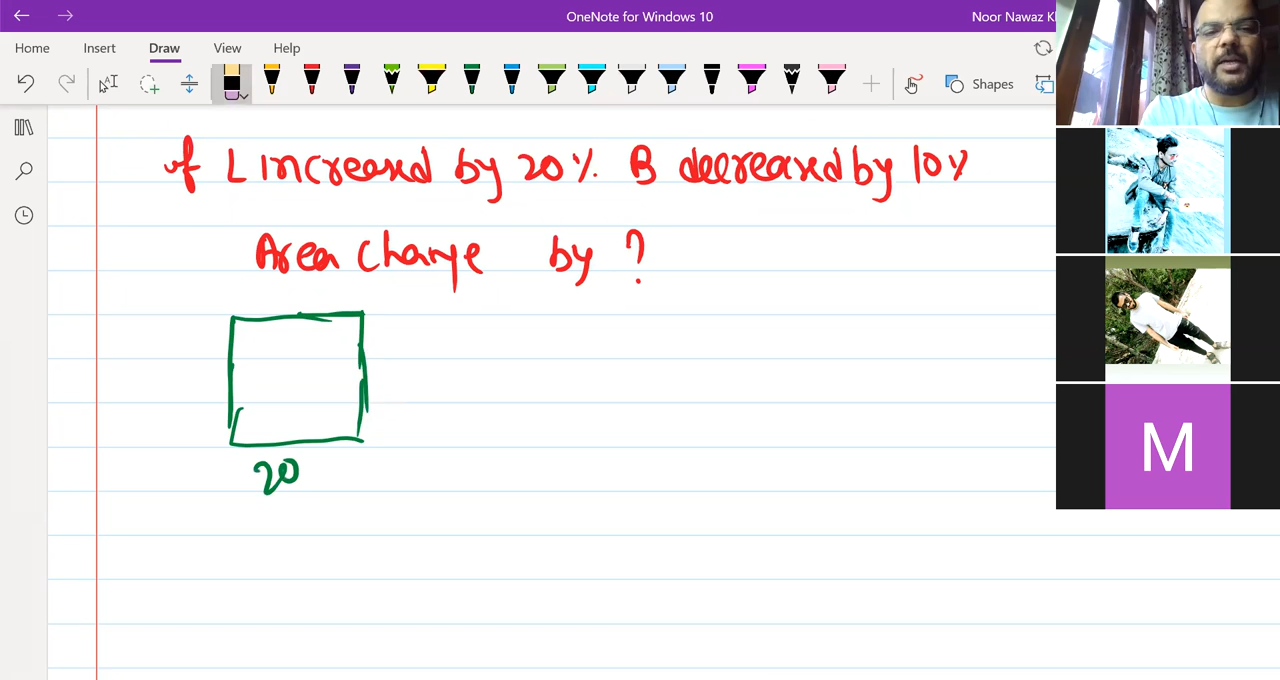 OneNote for Windows 10
Noor Nawaz Kh
Home Insert Draw View Help
Shapes
If L increased by 20% B decreased by 10%
Area change by ?
20
M